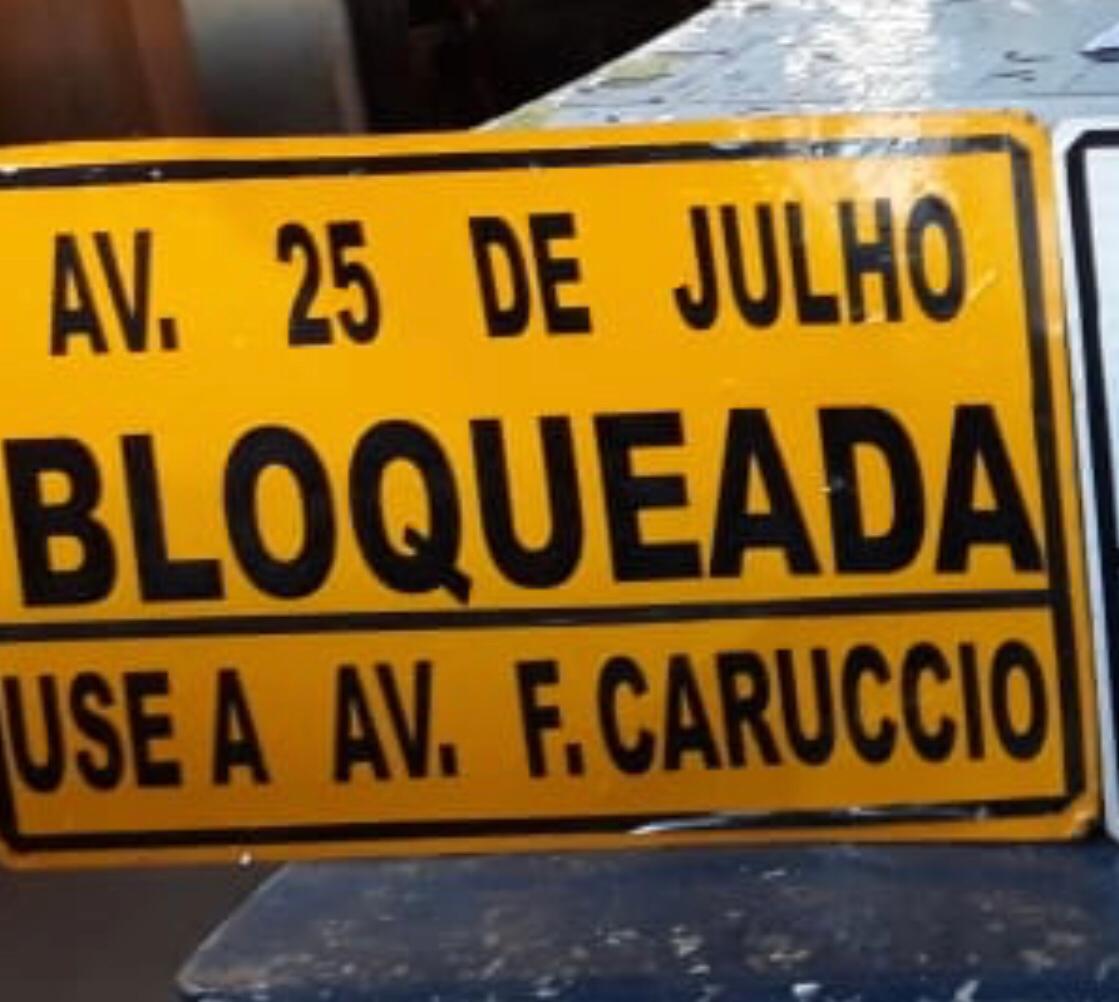 AV. 25 DE JULHO
BLOQUEADA
USE A AV. F. CARUCCIO